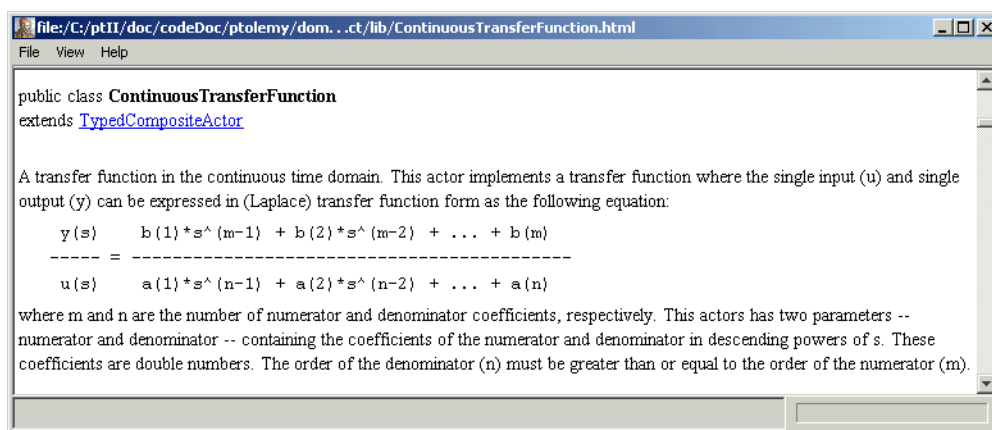 file:/C:/ptII/doc/codeDoc/ptolemy/dom. . .ct/lib/ContinuousTransferFunction.html
File View Help
public class ContinuousTransferFunction
extends TypedCompositeActor
A transfer function in the continuous time domain. This actor implements a transfer function where the single input (u) and single
output (y) can be expressed in (Laplace) transfer function form as the following equation:
y(s) b(1)*s^(m-1) + b(2)*s^(m-2) + ... + b(m)
----- = -------------------------------------------
u(s) a(1)*s^(n-1) + a(2)*s^(n-2) + ... + a(n)
where m and n are the number of numerator and denominator coefficients, respectively. This actors has two parameters --
numerator and denominator -- containing the coefficients of the numerator and denominator in descending powers of s. These
coefficients are double numbers. The order of the denominator (n) must be greater than or equal to the order of the numerator (m).